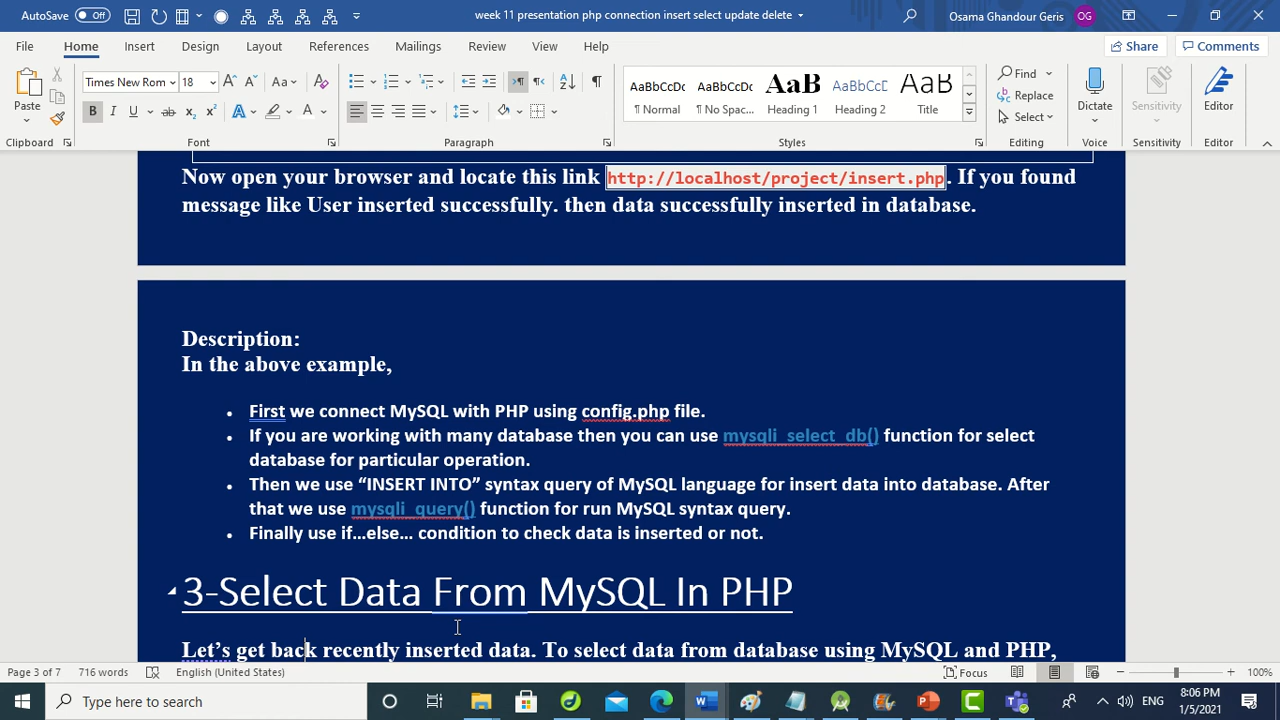 AutoSave Off
week 11 presentation php connection insert select update delete
Osama Ghandour Geris OG
File Home Insert Draw Design Layout References Mailings Review View Help
Share Comments
Paste
Times New Rom 18
Aa
B I U ab x₂ x² A A
AaBbCcDc AaBbCcDc AaB AaBbCcD AaB
¶ Normal ¶ No Spac... Heading 1 Heading 2 Title
Find
Replace
Select
Dictate
Sensitivity
Editor
Clipboard Font Paragraph Styles Editing Voice Sensitivity Editor
Now open your browser and locate this link http://localhost/project/insert.php. If you found
message like User inserted successfully. then data successfully inserted in database.
Description:
In the above example,
• First we connect MySQL with PHP using config.php file.
• If you are working with many database then you can use mysqli_select_db() function for select
database for particular operation.
• Then we use “INSERT INTO” syntax query of MySQL language for insert data into database. After
that we use mysqli_query() function for run MySQL syntax query.
• Finally use if…else… condition to check data is inserted or not.
3-Select Data From MySQL In PHP
Let’s get back recently inserted data. To select data from database using MySQL and PHP,
Page 3 of 7 716 words English (United States) Focus 100%
Type here to search
ENG
8:06 PM
1/5/2021